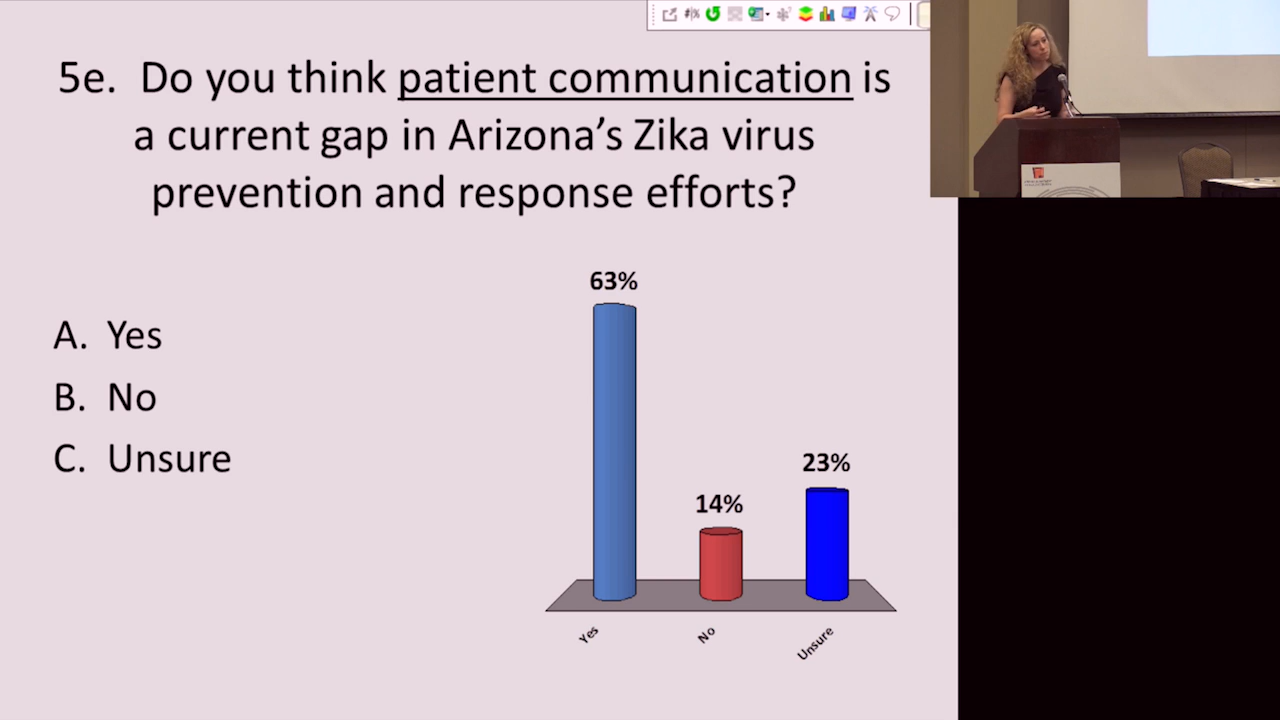 5e. Do you think patient communication is
a current gap in Arizona's Zika virus
prevention and response efforts?
A. Yes
B. No
C. Unsure
63%
14%
23%
Yes
No
Unsure